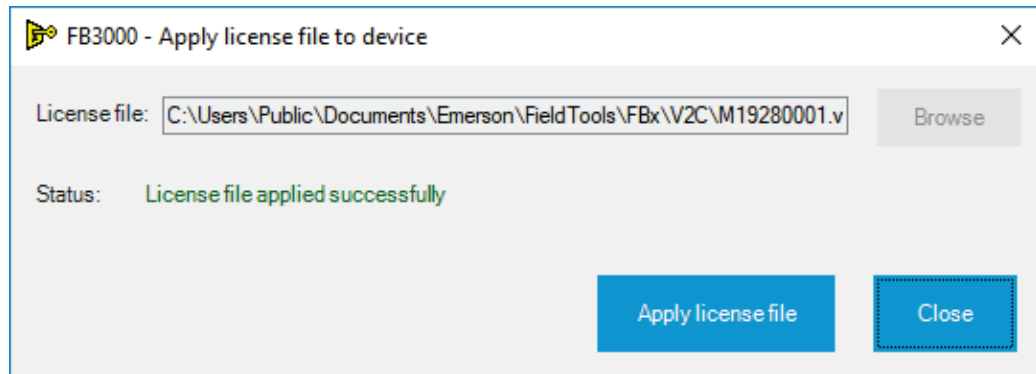 FB3000 - Apply license file to device
License file: C:\Users\Public\Documents\Emerson\FieldTools\FBx\V2C\M19280001.v Browse
Status: License file applied successfully
Apply license file Close